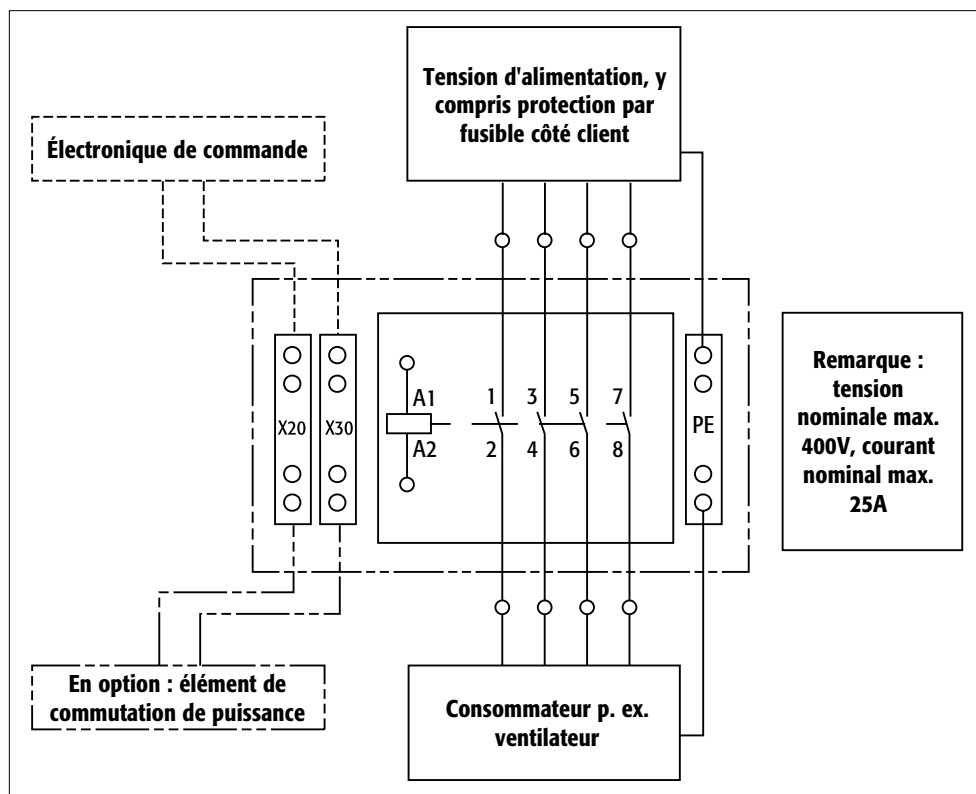 Tension d'alimentation, y
compris protection par
fusible côté client
Électronique de commande
X20
X30
A1
A2
1
3
5
7
2
4
6
8
PE
Remarque :
tension
nominale max.
400V, courant
nominal max.
25A
En option : élément de
commutation de puissance
Consommateur p. ex.
ventilateur